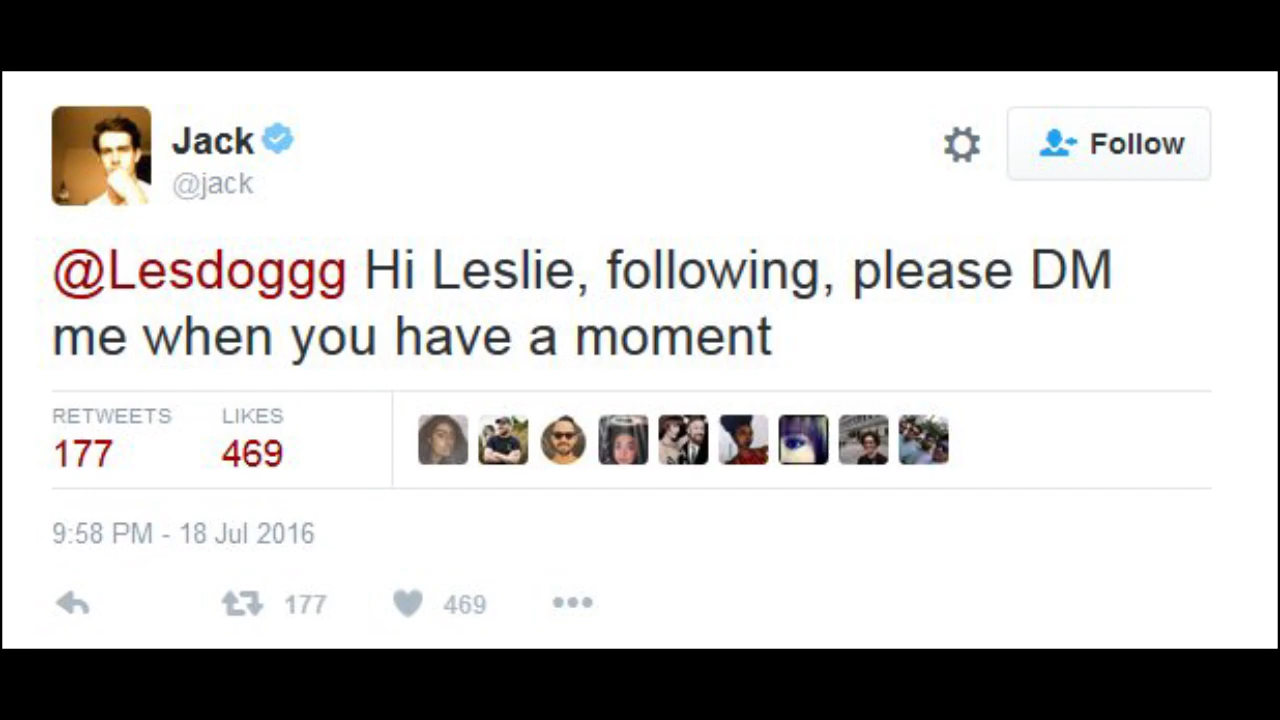 Jack
@jack
Follow
@Lesdoggg Hi Leslie, following, please DM
me when you have a moment
RETWEETS LIKES
177 469
9:58 PM - 18 Jul 2016
177 469